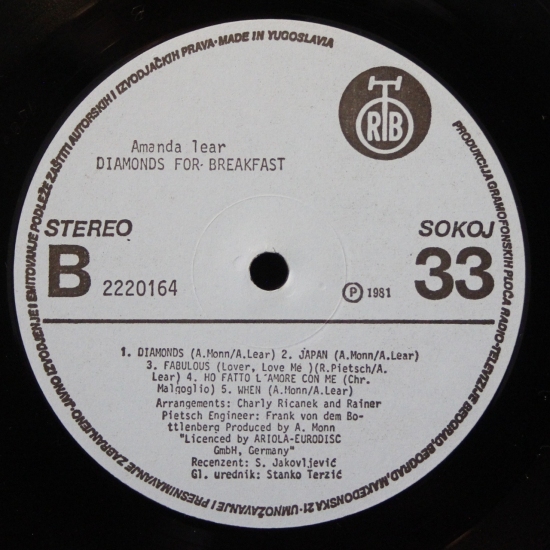 PRODUKCIJA GRAMOFONSKIH PLOČA RADIO-TELEVIZIJE BEOGRAD, BEOGRAD, MAKEDONSKA 21 · UMNOŽAVANJE I PRESNIMAVANJE ZABRANJENO · JAVNO IZVODJENJE I EMITOVANJE PODLEŽE ZAŠTITI AUTORSKIH I IZVODJAČKIH PRAVA · MADE IN YUGOSLAVIA
RTB
Amanda lear
DIAMONDS FOR- BREAKFAST
STEREO SOKOJ
B 2220164 Ⓟ 1981 33
1. DIAMONDS (A.Monn/A.Lear) 2. JAPAN (A.Monn/A.Lear)
3. FABULOUS (Lover, Love Me )(R.Pietsch/A.
Lear) 4. HO FATTO L´AMORE CON ME (Chr.
Malgoglio) 5. WHEN (A.Monn/A.Lear)
Arrangements: Charly Ricanek and Rainer
Pietsch Engineer: Frank von dem Bo-
ttlenberg Produced by A. Monn
"Licenced by ARIOLA-EURODISC
GmbH, Germany"
Recenzent: S. Jakovljević
Gl. urednik: Stanko Terzić